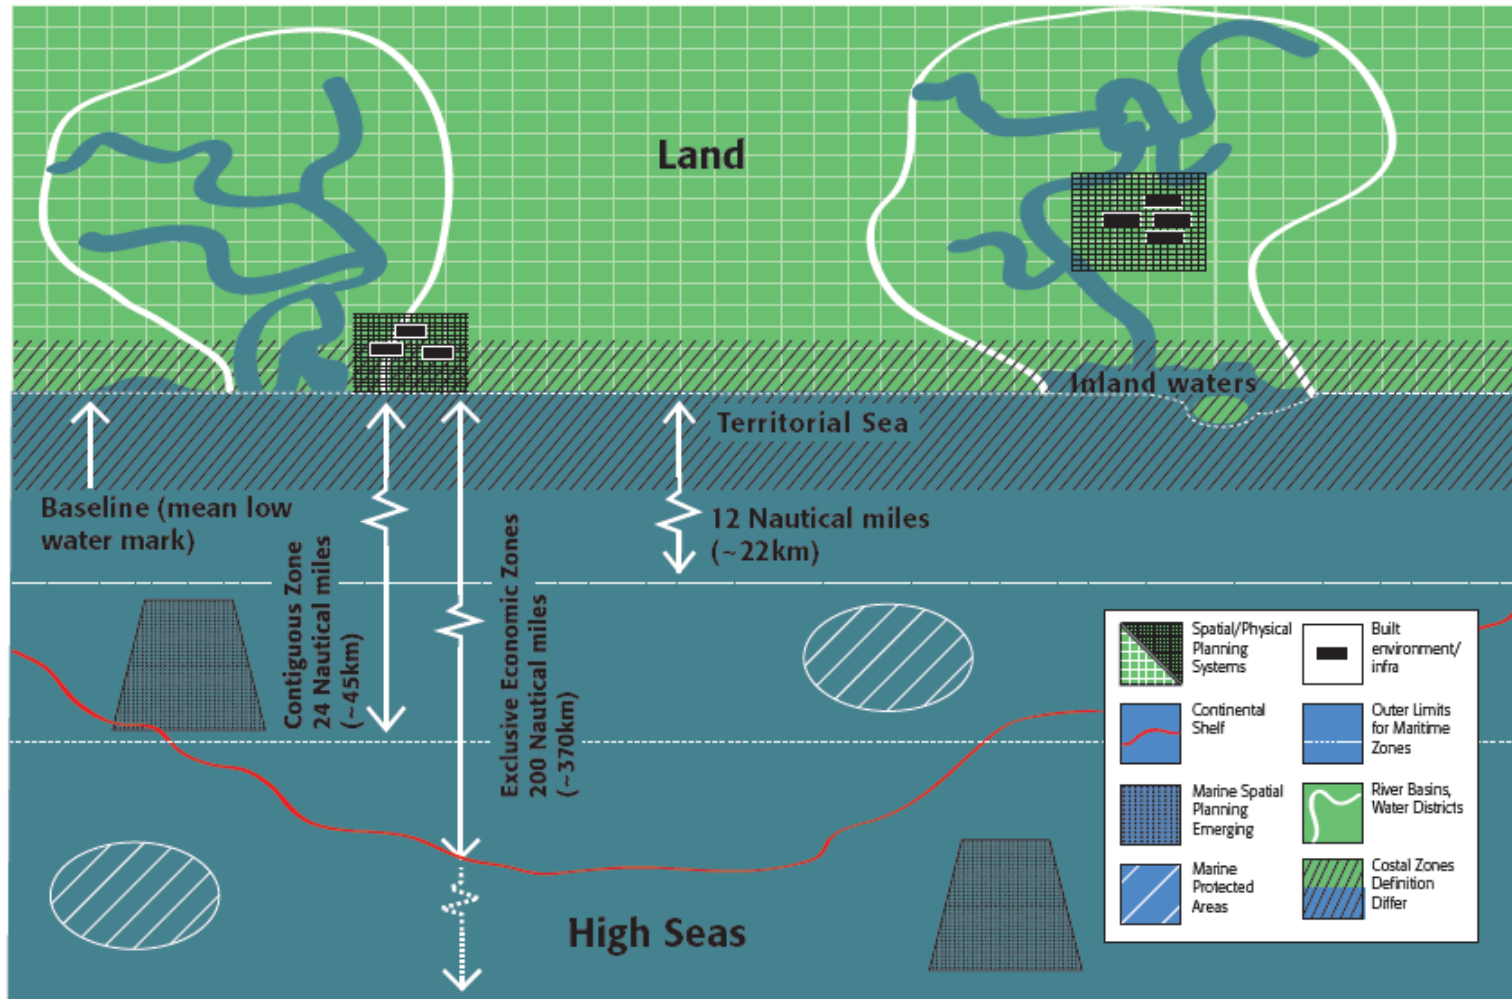 Land
Inland waters
Territorial Sea
Baseline (mean low
water mark)
12 Nautical miles
(~22km)
Contiguous Zone
24 Nautical miles
(~45km)
Exclusive Economic Zones
200 Nautical miles
(~370km)
High Seas
Spatial/Physical
Planning
Systems
Built
environment/
infra
Continental
Shelf
Outer Limits
for Maritime
Zones
Marine Spatial
Planning
Emerging
River Basins,
Water Districts
Marine
Protected
Areas
Costal Zones
Definition
Differ